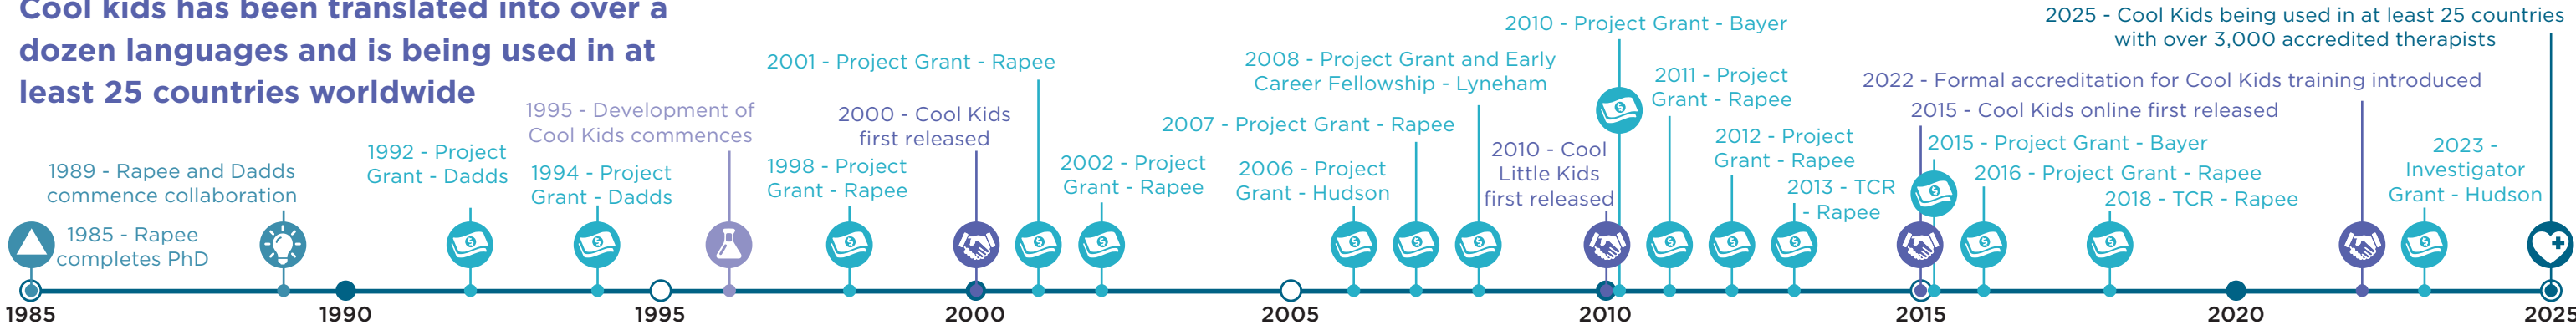 Cool kids has been translated into over a
dozen languages and is being used in at
least 25 countries worldwide
1985 - Rapee
completes PhD
1989 - Rapee and Dadds
commence collaboration
1992 - Project
Grant - Dadds
1994 - Project
Grant - Dadds
1995 - Development of
Cool Kids commences
1998 - Project
Grant - Rapee
2000 - Cool Kids
first released
2001 - Project Grant - Rapee
2002 - Project
Grant - Rapee
2006 - Project
Grant - Hudson
2007 - Project Grant - Rapee
2008 - Project Grant and Early
Career Fellowship - Lyneham
2010 - Cool
Little Kids
first released
2010 - Project Grant - Bayer
2011 - Project
Grant - Rapee
2012 - Project
Grant - Rapee
2013 - TCR
- Rapee
2015 - Cool Kids online first released
2015 - Project Grant - Bayer
2016 - Project Grant - Rapee
2018 - TCR - Rapee
2022 - Formal accreditation for Cool Kids training introduced
2023 -
Investigator
Grant - Hudson
2025 - Cool Kids being used in at least 25 countries
with over 3,000 accredited therapists
1985 1990 1995 2000 2005 2010 2015 2020 2025